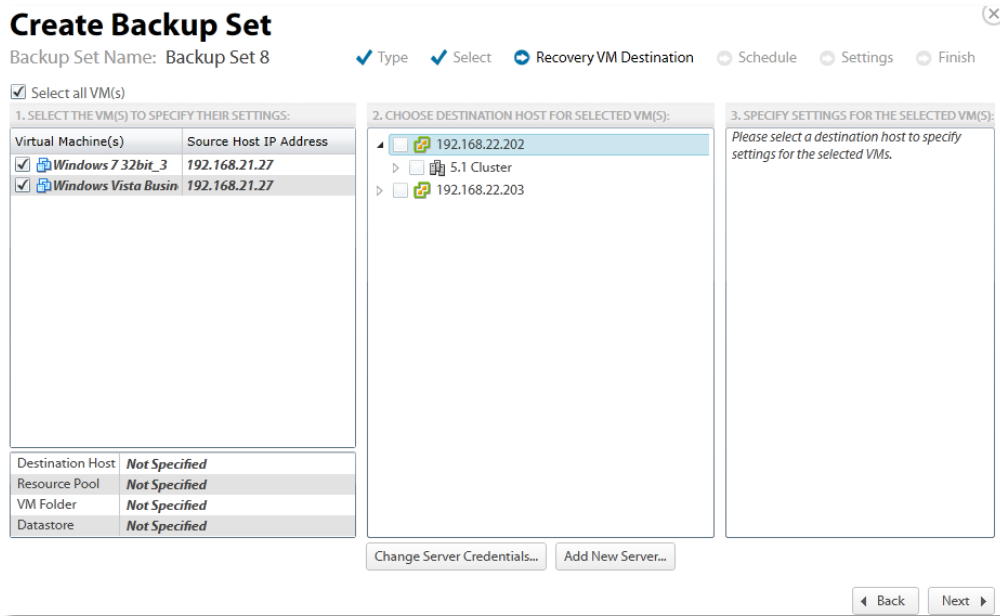 Create Backup Set
Backup Set Name: Backup Set 8
Type
Select
Recovery VM Destination
Schedule
Settings
Finish
Select all VM(s)
1. SELECT THE VM(S) TO SPECIFY THEIR SETTINGS:
Virtual Machine(s) Source Host IP Address
Windows 7 32bit_3 192.168.21.27
Windows Vista Busin 192.168.21.27
Destination Host Not Specified
Resource Pool Not Specified
VM Folder Not Specified
Datastore Not Specified
2. CHOOSE DESTINATION HOST FOR SELECTED VM(S):
192.168.22.202
5.1 Cluster
192.168.22.203
Change Server Credentials...
Add New Server...
3. SPECIFY SETTINGS FOR THE SELECTED VM(S):
Please select a destination host to specify
settings for the selected VMs.
Back
Next